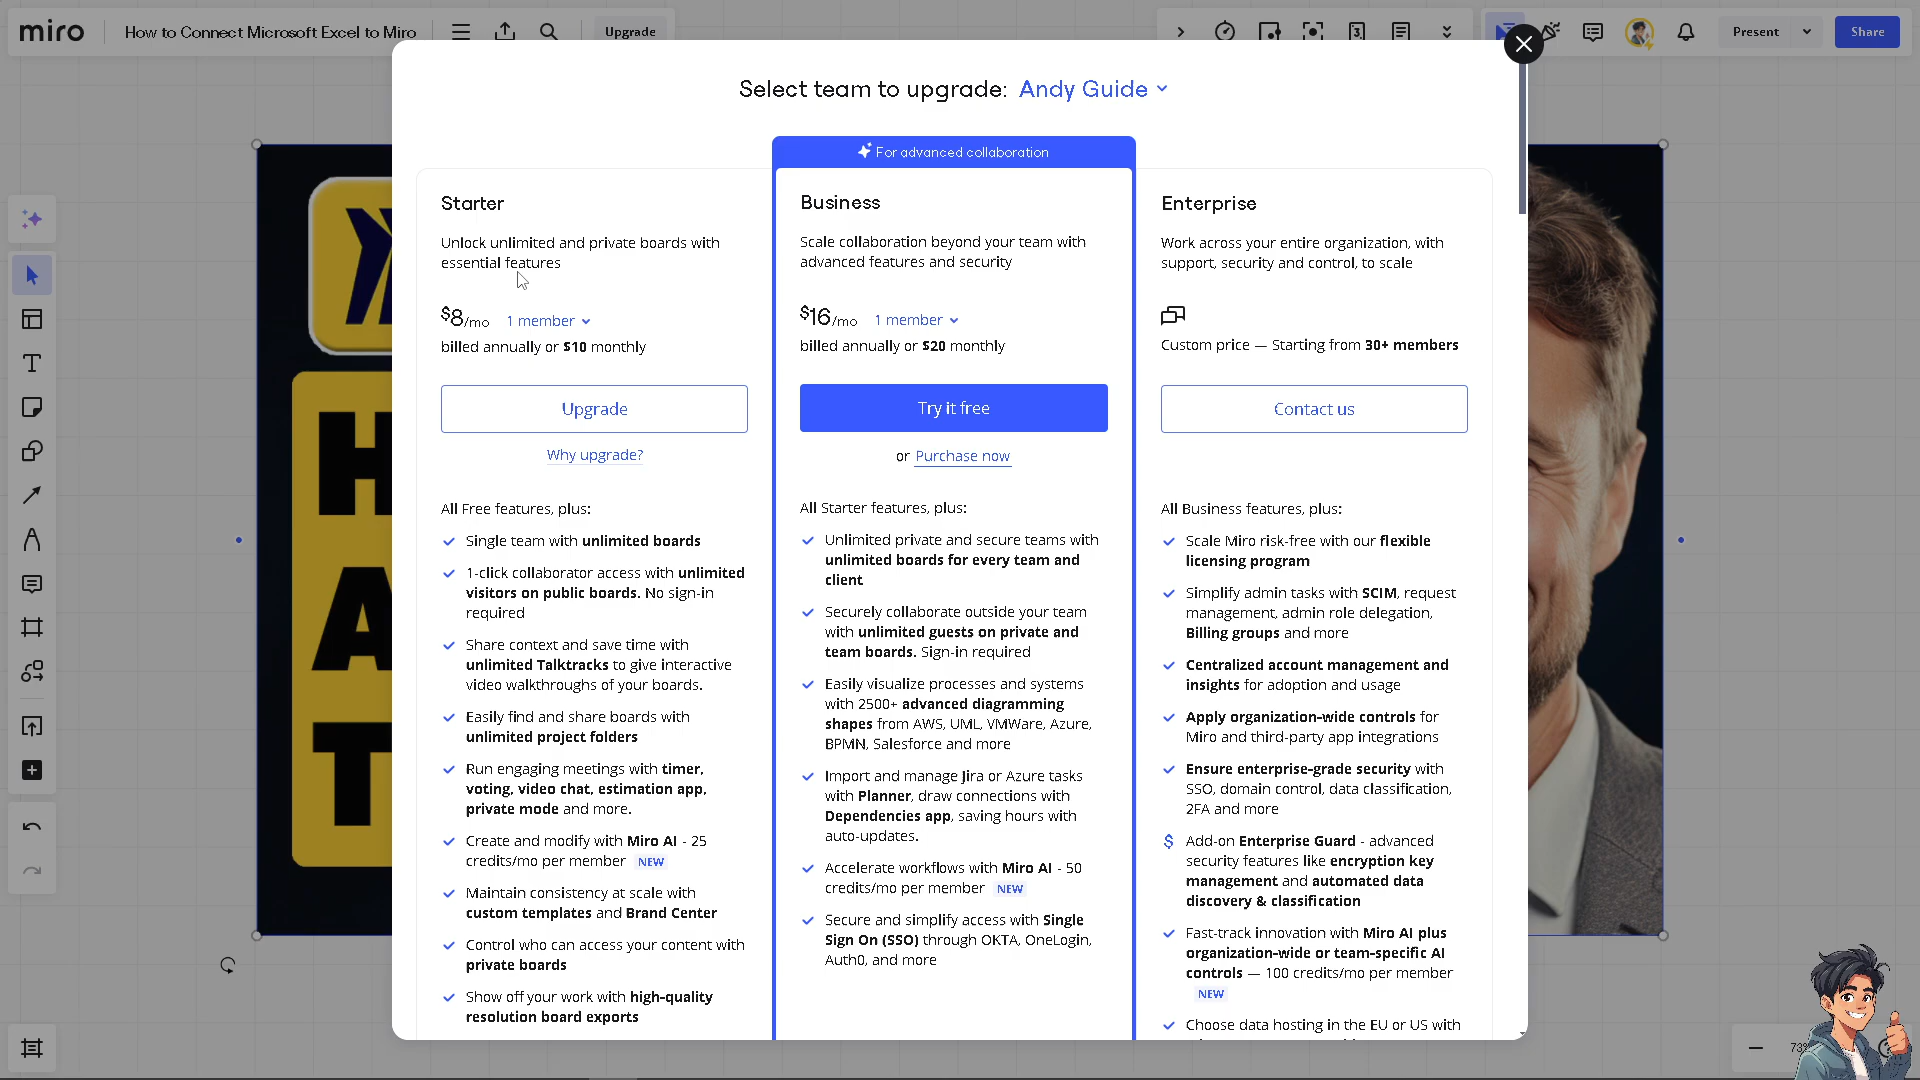 miro
How to Connect Microsoft Excel to Miro
Upgrade
Present
Share
Select team to upgrade: Andy Guide
For advanced collaboration
Starter
Unlock unlimited and private boards with
essential features
$8/mo 1 member
billed annually or $10 monthly
Upgrade
Why upgrade?
All Free features, plus:
Single team with unlimited boards
1-click collaborator access with unlimited
visitors on public boards. No sign-in
required
Share context and save time with
unlimited Talktracks to give interactive
video walkthroughs of your boards.
Easily find and share boards with
unlimited project folders
Run engaging meetings with timer,
voting, video chat, estimation app,
private mode and more.
Create and modify with Miro AI - 25
credits/mo per member NEW
Maintain consistency at scale with
custom templates and Brand Center
Control who can access your content with
private boards
Show off your work with high-quality
resolution board exports
Business
Scale collaboration beyond your team with
advanced features and security
$16/mo 1 member
billed annually or $20 monthly
Try it free
or Purchase now
All Starter features, plus:
Unlimited private and secure teams with
unlimited boards for every team and
client
Securely collaborate outside your team
with unlimited guests on private and
team boards. Sign-in required
Easily visualize processes and systems
with 2500+ advanced diagramming
shapes from AWS, UML, VMWare, Azure,
BPMN, Salesforce and more
Import and manage Jira or Azure tasks
with Planner, draw connections with
Dependencies app, saving hours with
auto-updates.
Accelerate workflows with Miro AI - 50
credits/mo per member NEW
Secure and simplify access with Single
Sign On (SSO) through OKTA, OneLogin,
Auth0, and more
Enterprise
Work across your entire organization, with
support, security and control, to scale
Custom price — Starting from 30+ members
Contact us
All Business features, plus:
Scale Miro risk-free with our flexible
licensing program
Simplify admin tasks with SCIM, request
management, admin role delegation,
Billing groups and more
Centralized account management and
insights for adoption and usage
Apply organization-wide controls for
Miro and third-party app integrations
Ensure enterprise-grade security with
SSO, domain control, data classification,
2FA and more
$ Add-on Enterprise Guard - advanced
security features like encryption key
management and automated data
discovery & classification
Fast-track innovation with Miro AI plus
organization-wide or team-specific AI
controls — 100 credits/mo per member
NEW
Choose data hosting in the EU or US with
H
A
T